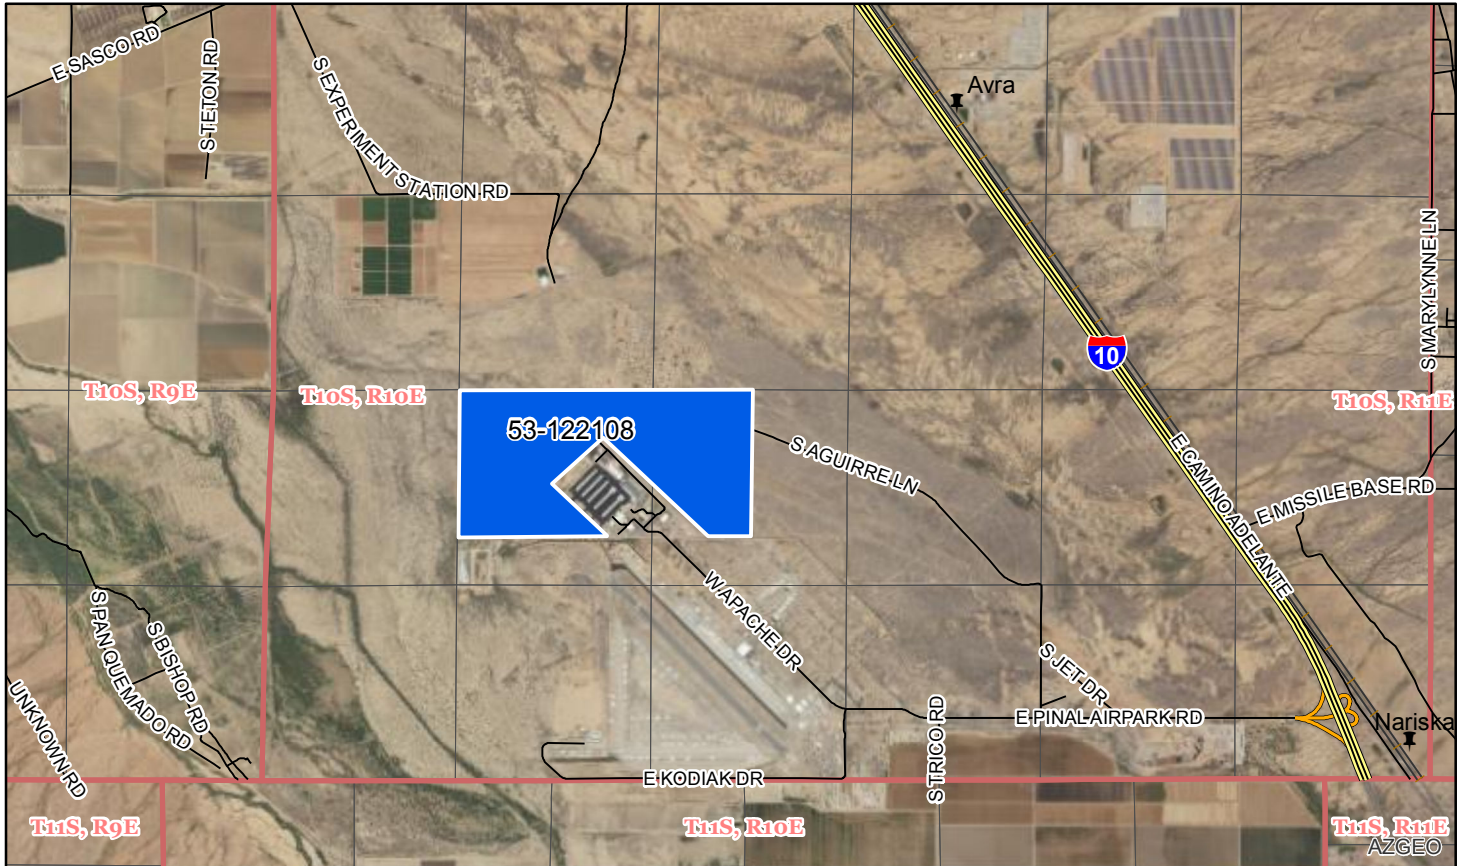 E SASCO RD
S TETON RD
S EXPERIMENT STATION RD
Avra
S MARYLYNNE LN
10
T10S, R9E
T10S, R10E
T10S, R11E
53-122108
S AGUIRRE LN
E CAMINO ADELANTE
E MISSILE BASE RD
W APACHE DR
S PAN QUEMADO RD
S BISHOP RD
S JET DR
UNKNOWN RD
S TRICO RD
E PINAL AIRPARK RD
Nariska
E KODIAK DR
T11S, R9E
T11S, R10E
T11S, R11E
AZGEO